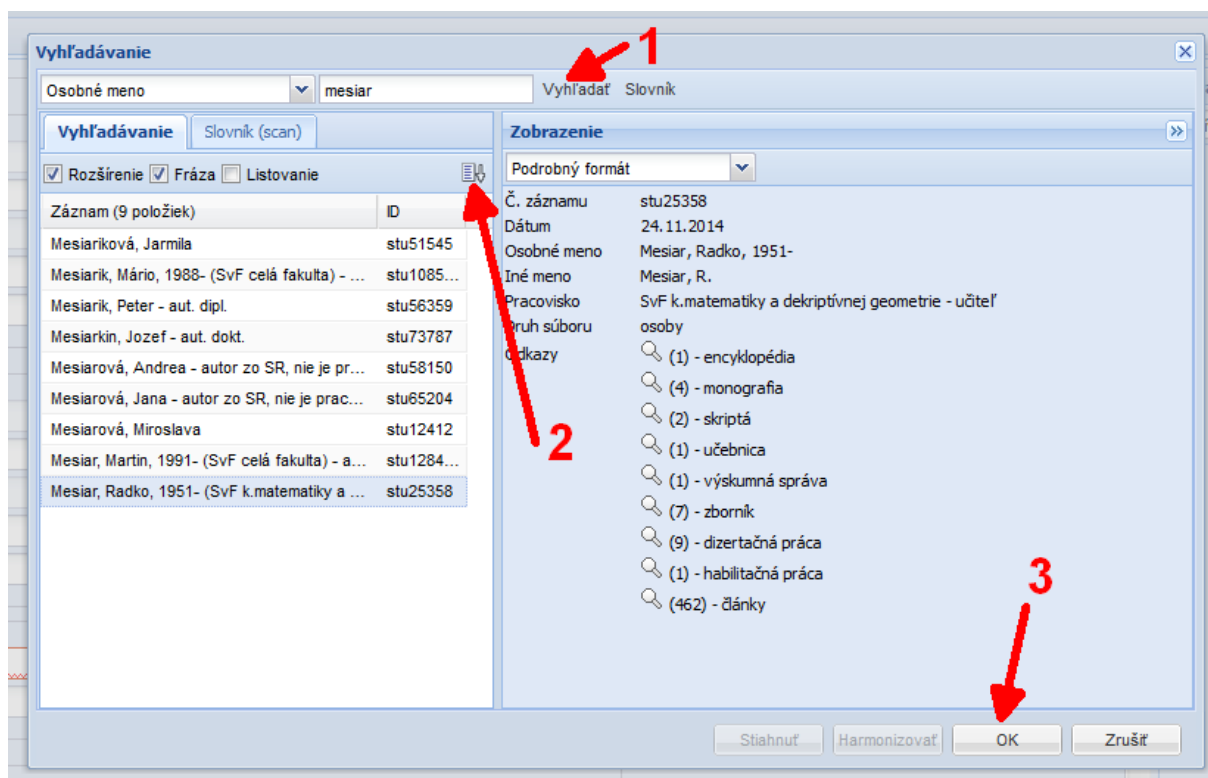 1
Vyhľadávanie
Osobné meno mesiar Vyhľadať Slovník
Vyhľadávanie Slovník (scan)
Rozšírenie Fráza Listovanie
Záznam (9 položiek) ID
Mesiariková, Jarmila stu51545
Mesiarik, Mário, 1988- (SvF celá fakulta) - ... stu1085...
Mesiarik, Peter - aut. dipl. stu56359
Mesiarkin, Jozef - aut. dokt. stu73787
Mesiarová, Andrea - autor zo SR, nie je pr... stu58150
Mesiarová, Jana - autor zo SR, nie je prac... stu65204
Mesiarová, Miroslava stu12412
Mesiar, Martin, 1991- (SvF celá fakulta) - a... stu1284...
Mesiar, Radko, 1951- (SvF k.matematiky a ... stu25358
2
Zobrazenie
Podrobný formát
Č. záznamu stu25358
Dátum 24.11.2014
Osobné meno Mesiar, Radko, 1951-
Iné meno Mesiar, R.
Pracovisko SvF k.matematiky a dekriptívnej geometrie - učiteľ
Druh súboru osoby
Odkazy (1) - encyklopédia
(4) - monografia
(2) - skriptá
(1) - učebnica
(1) - výskumná správa
(7) - zborník
(9) - dizertačná práca
(1) - habilitačná práca
(462) - články
3
Stiahnuť Harmonizovať OK Zrušiť